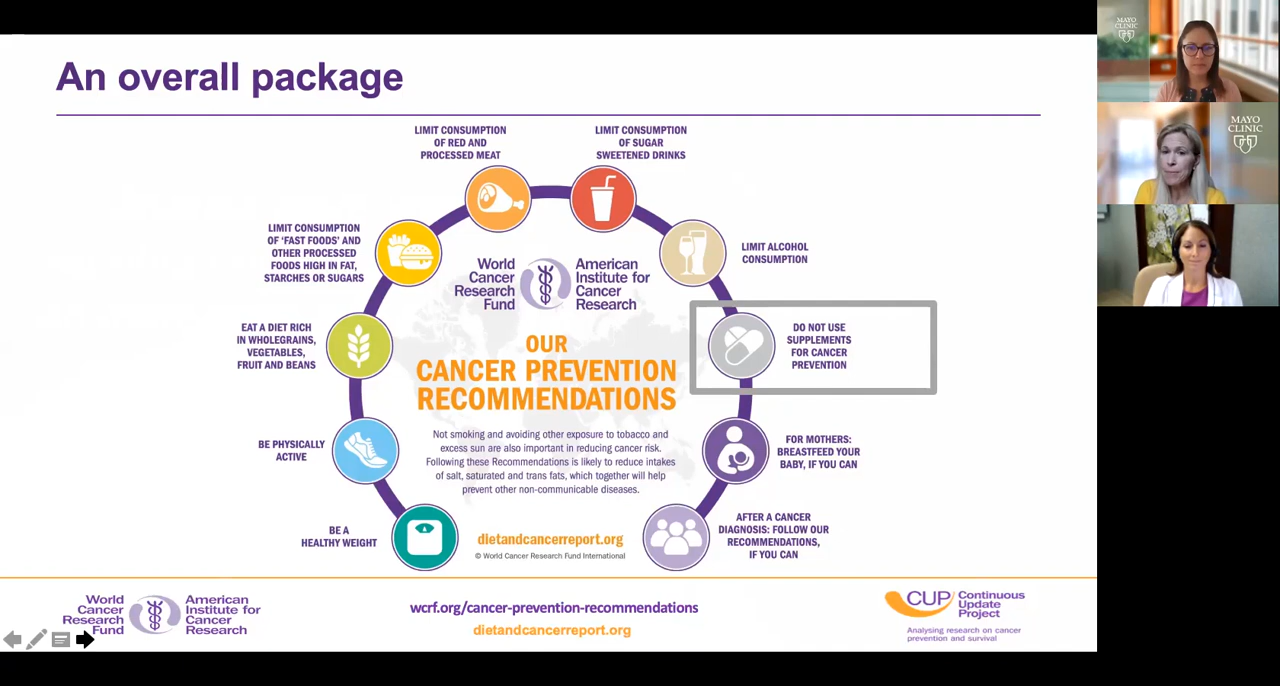 An overall package
LIMIT CONSUMPTION
OF RED AND
PROCESSED MEAT
LIMIT CONSUMPTION
OF SUGAR
SWEETENED DRINKS
LIMIT CONSUMPTION
OF ‘FAST FOODS’ AND
OTHER PROCESSED
FOODS HIGH IN FAT,
STARCHES OR SUGARS
LIMIT ALCOHOL
CONSUMPTION
World
Cancer
Research
Fund
American
Institute for
Cancer
Research
EAT A DIET RICH
IN WHOLEGRAINS,
VEGETABLES,
FRUIT AND BEANS
OUR
CANCER PREVENTION
RECOMMENDATIONS
DO NOT USE
SUPPLEMENTS
FOR CANCER
PREVENTION
Not smoking and avoiding other exposure to tobacco and
excess sun are also important in reducing cancer risk.
Following these Recommendations is likely to reduce intakes
of salt, saturated and trans fats, which together will help
prevent other non-communicable diseases.
BE PHYSICALLY
ACTIVE
FOR MOTHERS:
BREASTFEED YOUR
BABY, IF YOU CAN
BE A
HEALTHY WEIGHT
dietandcancerreport.org
© World Cancer Research Fund International
AFTER A CANCER
DIAGNOSIS: FOLLOW OUR
RECOMMENDATIONS,
IF YOU CAN
World
Cancer
Research
Fund
American
Institute for
Cancer
Research
wcrf.org/cancer-prevention-recommendations
dietandcancerreport.org
CUP
Continuous
Update
Project
Analysing research on cancer
prevention and survival
MAYO
CLINIC
MAYO
CLINIC